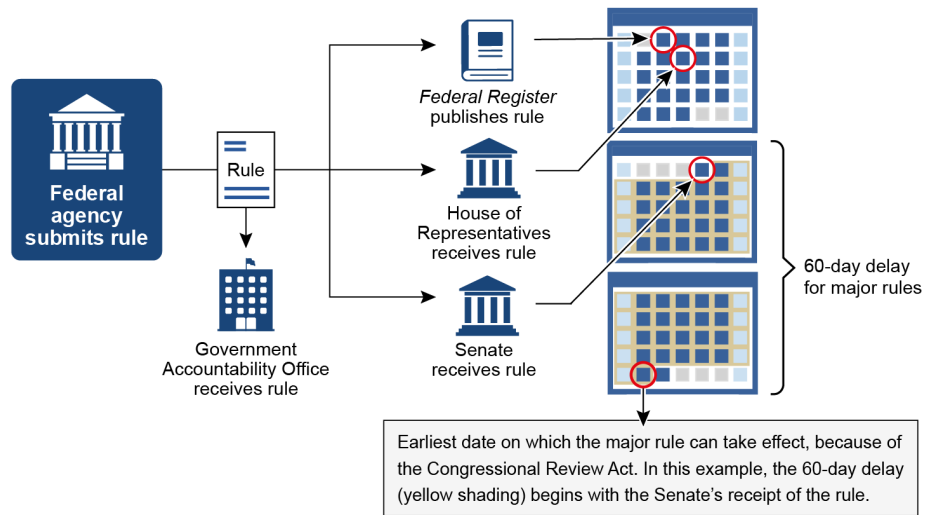 Federal
agency
submits rule
Rule
Government
Accountability Office
receives rule
Federal Register
publishes rule
House of
Representatives
receives rule
Senate
receives rule
60-day delay
for major rules
Earliest date on which the major rule can take effect, because of
the Congressional Review Act. In this example, the 60-day delay
(yellow shading) begins with the Senate’s receipt of the rule.